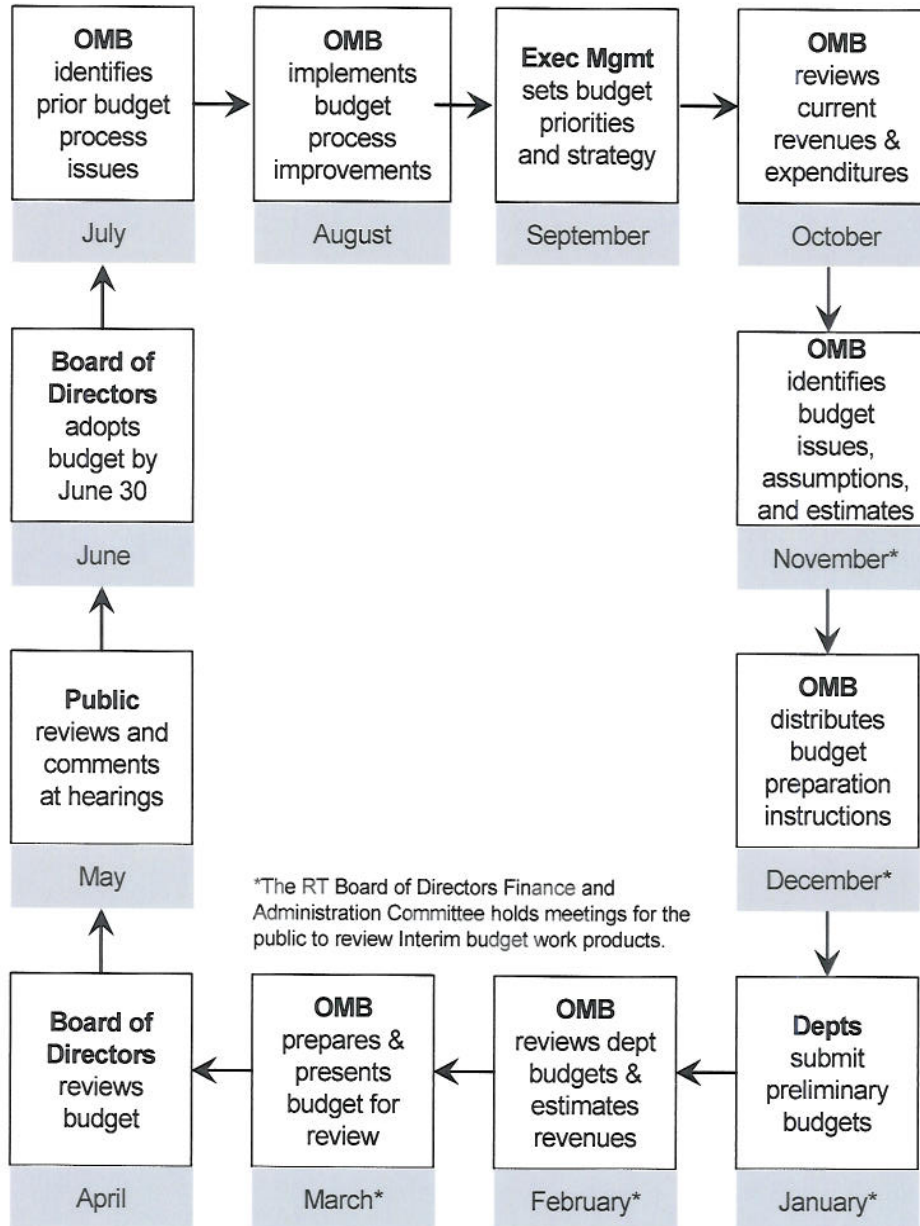 OMB
identifies
prior budget
process
issues
July
OMB
implements
budget
process
improvements
August
Exec Mgmt
sets budget
priorities
and strategy
September
OMB
reviews
current
revenues &
expenditures
October
OMB
identifies
budget
issues,
assumptions,
and estimates
November*
OMB
distributes
budget
preparation
instructions
December*
Depts
submit
preliminary
budgets
January*
OMB
reviews dept
budgets &
estimates
revenues
February*
OMB
prepares &
presents
budget for
review
March*
Board of
Directors
reviews
budget
April
Public
reviews and
comments
at hearings
May
Board of
Directors
adopts
budget by
June 30
June
*The RT Board of Directors Finance and
Administration Committee holds meetings for the
public to review Interim budget work products.